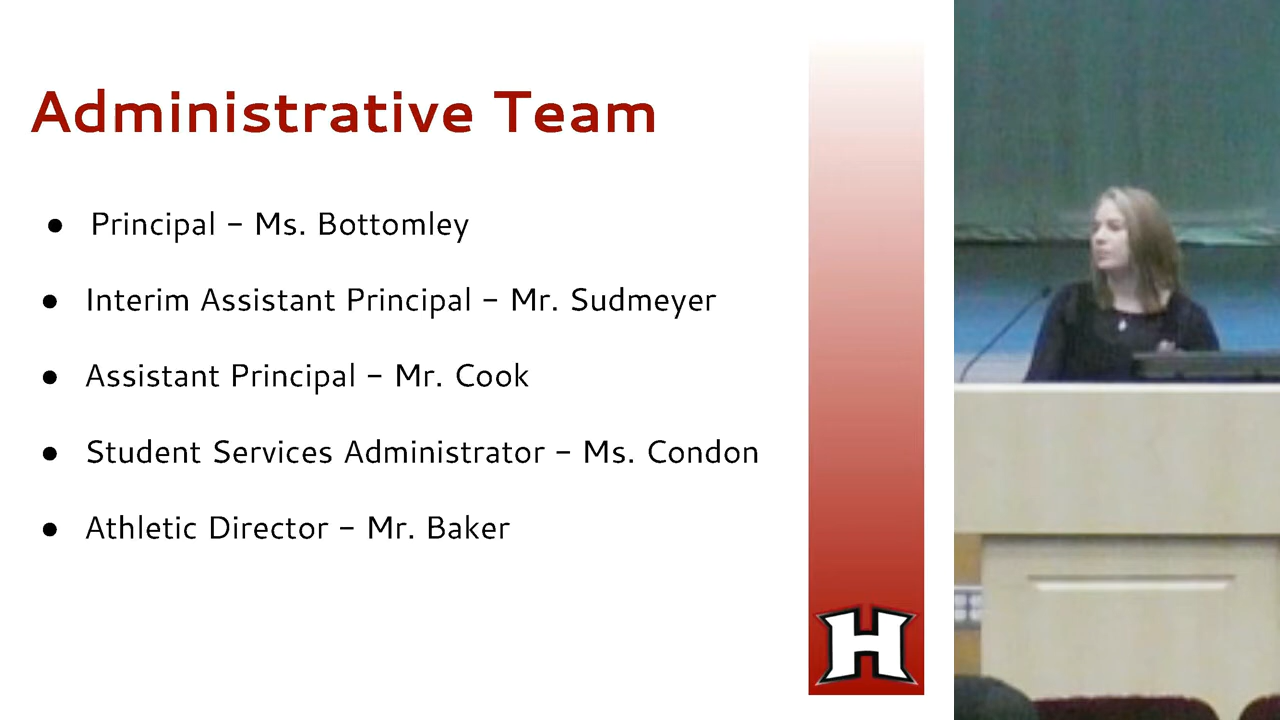 Administrative Team
● Principal - Ms. Bottomley
● Interim Assistant Principal - Mr. Sudmeyer
● Assistant Principal - Mr. Cook
● Student Services Administrator - Ms. Condon
● Athletic Director - Mr. Baker
H